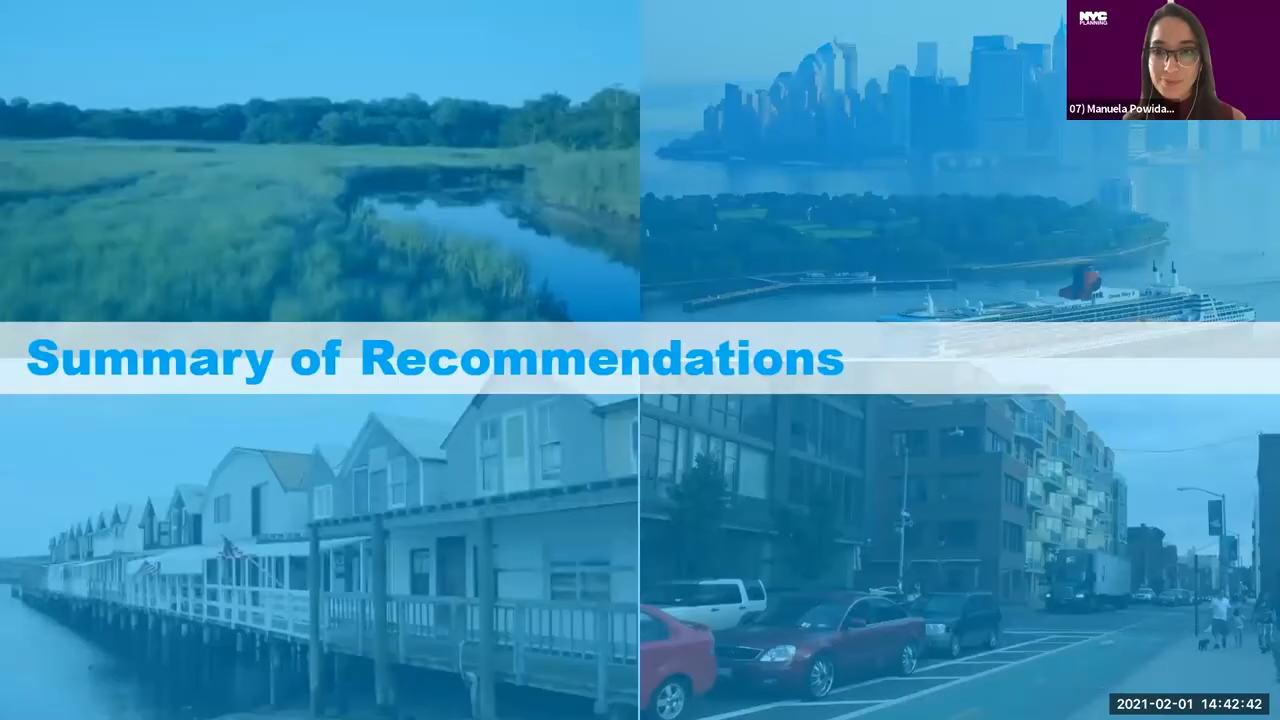 NYC
PLANNING
07) Manuela Powida...
Summary of Recommendations
2021-02-01 14:42:42